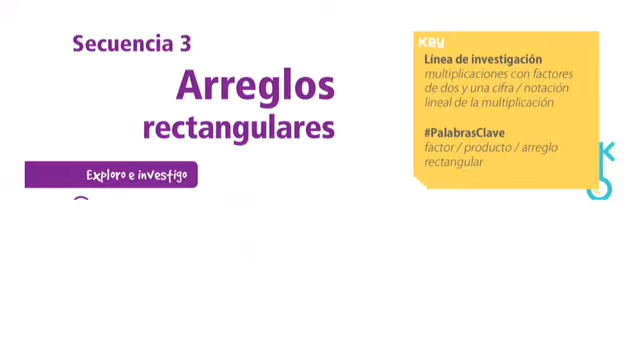 Secuencia 3
Arreglos
rectangulares
Exploro e investigo
Key
Línea de investigación
multiplicaciones con factores
de dos y una cifra / notación
lineal de la multiplicación
#PalabrasClave
factor / producto / arreglo
rectangular